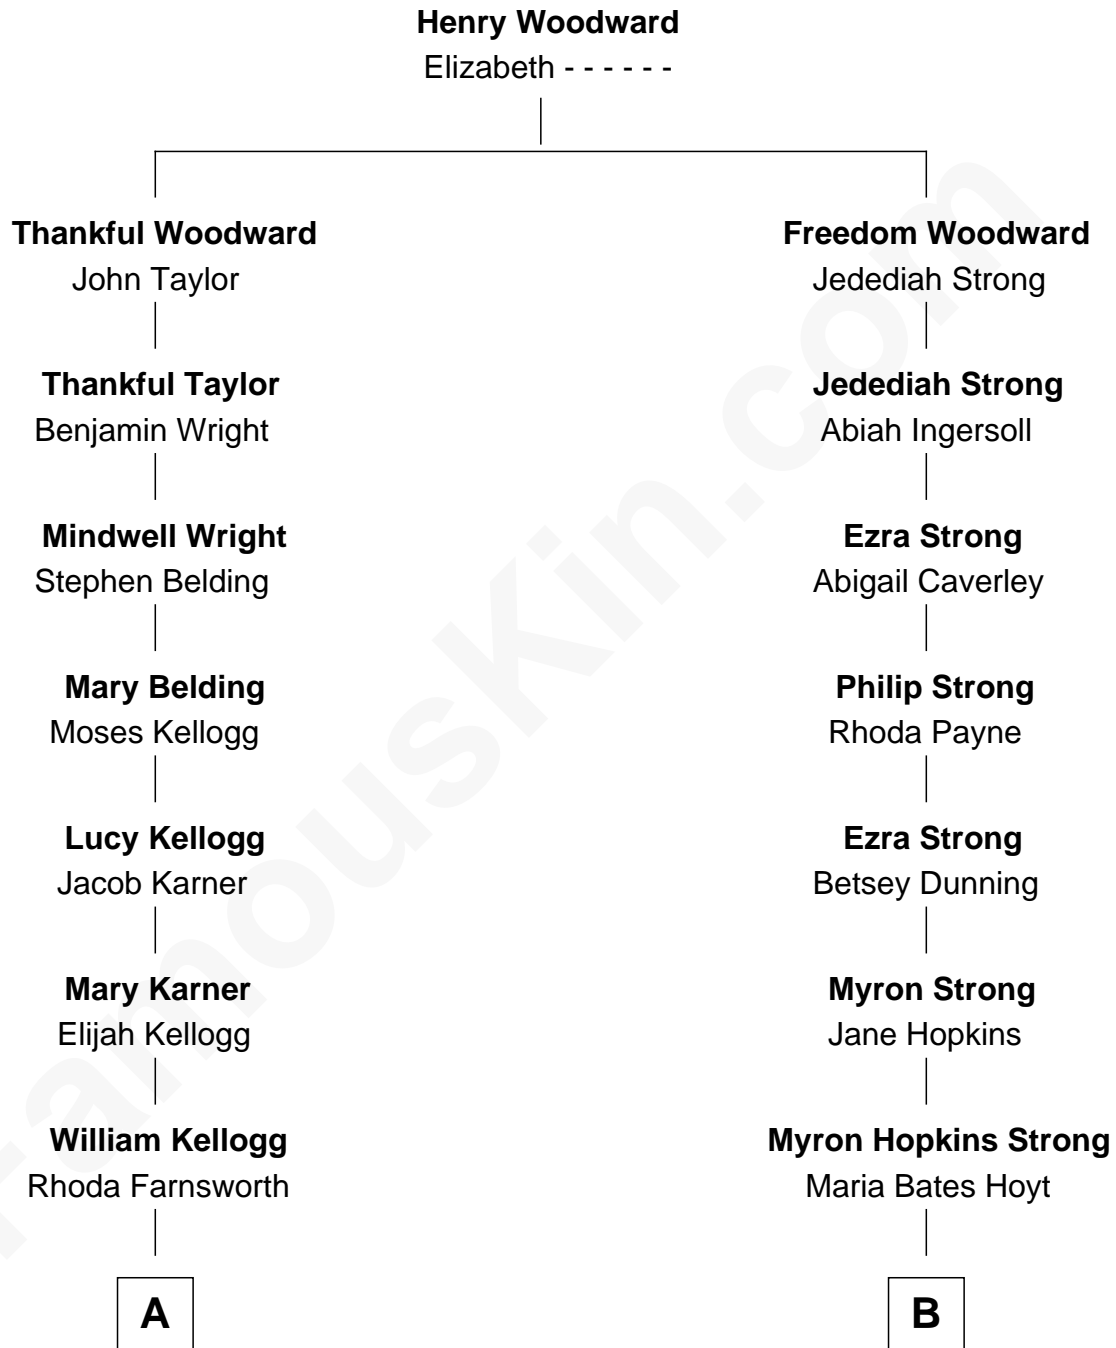 Henry Woodward
Elizabeth - - - - - -
Thankful Woodward
John Taylor
Freedom Woodward
Jedediah Strong
Thankful Taylor
Benjamin Wright
Jedediah Strong
Abiah Ingersoll
Mindwell Wright
Stephen Belding
Ezra Strong
Abigail Caverley
Mary Belding
Moses Kellogg
Philip Strong
Rhoda Payne
Lucy Kellogg
Jacob Karner
Ezra Strong
Betsey Dunning
Mary Karner
Elijah Kellogg
Myron Strong
Jane Hopkins
William Kellogg
Rhoda Farnsworth
Myron Hopkins Strong
Maria Bates Hoyt
A
B
FamousKin.com